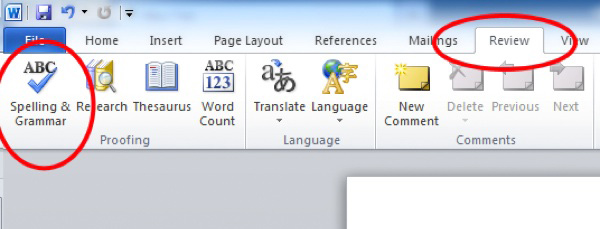 W
File Home Insert Page Layout References Mailings Review View
ABC ABC
123
Spelling & Grammar Research Thesaurus Word Count Translate Language New Comment Delete Previous Next
Proofing Language Comments